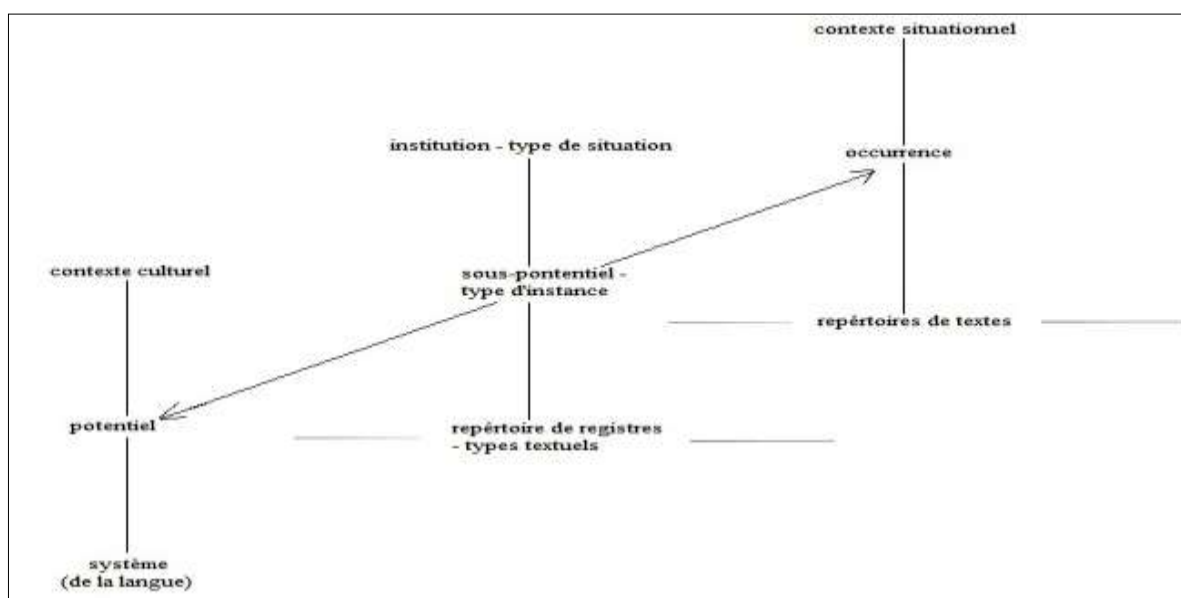 contexte situationnel
institution - type de situation
occurrence
contexte culturel
sous-pontentiel -
type d'instance
repértoires de textes
potentiel
repértoire de registres
- types textuels
système
(de la langue)